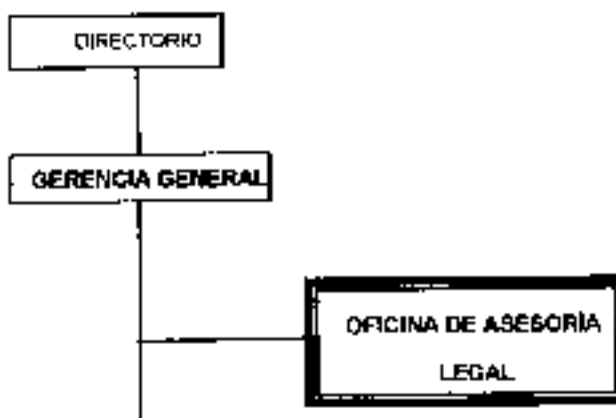 DIRECTORIO
GERENCIA GENERAL
OFICINA DE ASESORÍA
LEGAL